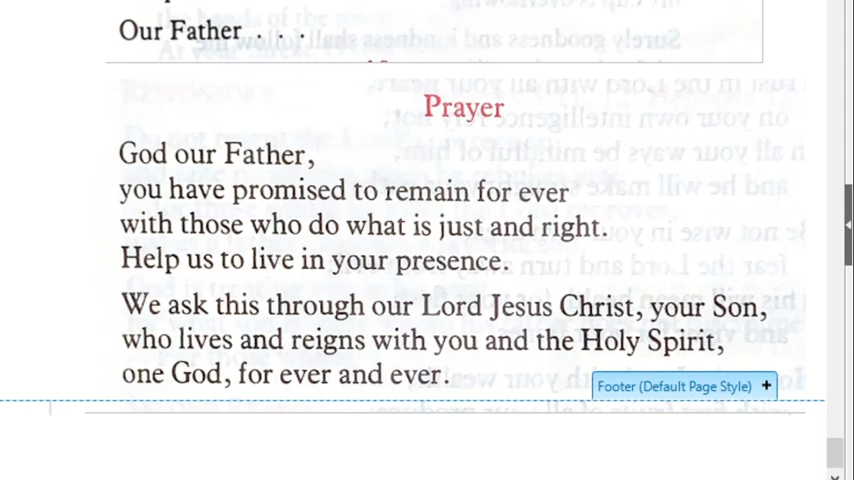 Our Father . . .
Prayer
God our Father,
you have promised to remain for ever
with those who do what is just and right.
Help us to live in your presence.
We ask this through our Lord Jesus Christ, your Son,
who lives and reigns with you and the Holy Spirit,
one God, for ever and ever.
Footer (Default Page Style) +